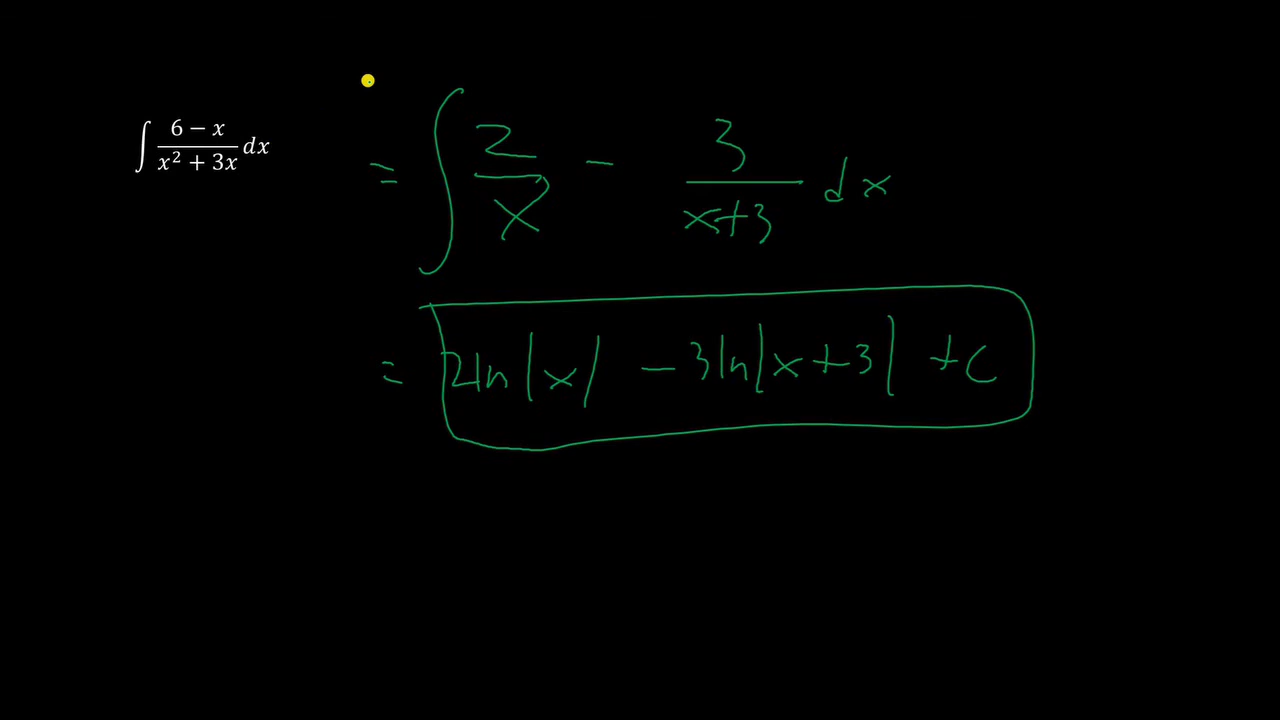 ∫ (6 − x)/(x² + 3x) dx
= ∫ 2/x − 3/(x+3) dx
= 2ln|x| − 3ln|x+3| + C